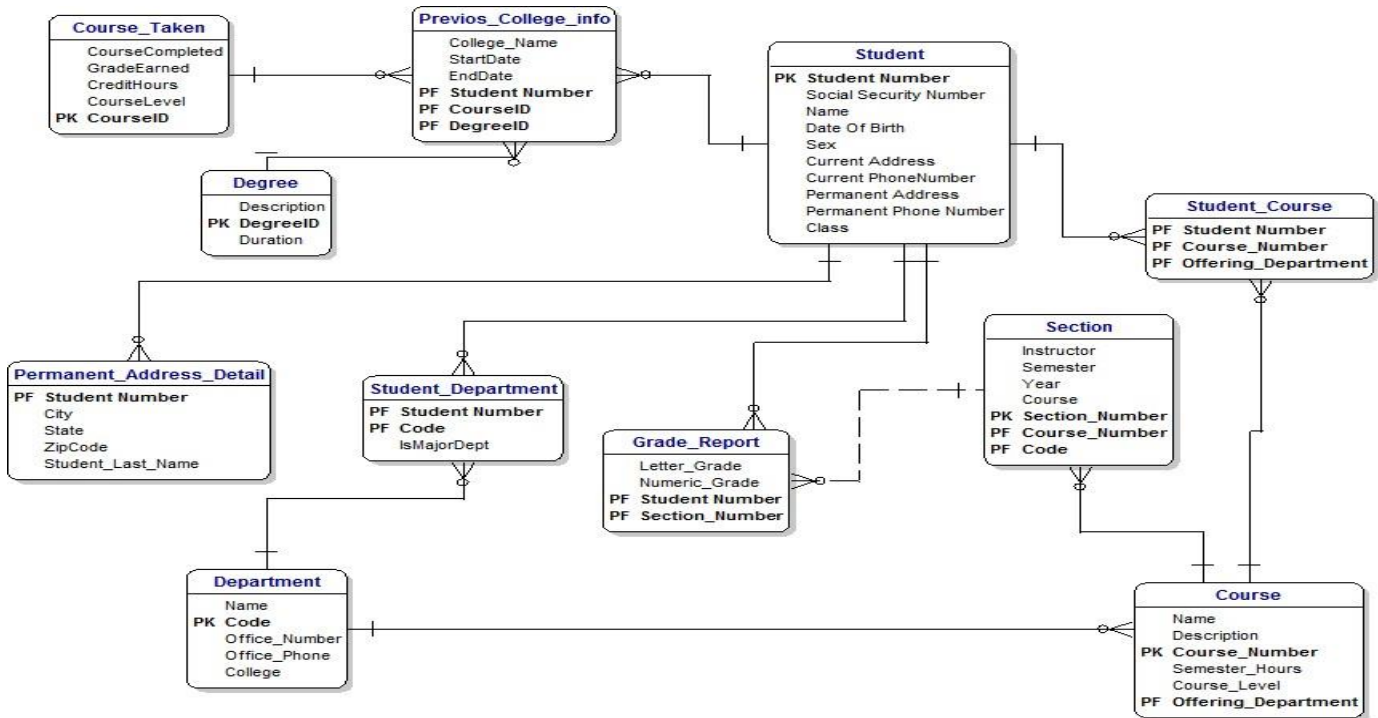 Course_Taken
CourseCompleted
GradeEarned
CreditHours
CourseLevel
PK CourseID
Previos_College_info
College_Name
StartDate
EndDate
PF Student Number
PF CourseID
PF DegreeID
Student
PK Student Number
Social Security Number
Name
Date Of Birth
Sex
Current Address
Current PhoneNumber
Permanent Address
Permanent Phone Number
Class
Degree
Description
PK DegreeID
Duration
Student_Course
PF Student Number
PF Course_Number
PF Offering_Department
Permanent_Address_Detail
PF Student Number
City
State
ZipCode
Student_Last_Name
Student_Department
PF Student Number
PF Code
IsMajorDept
Grade_Report
Letter_Grade
Numeric_Grade
PF Student Number
PF Section_Number
Section
Instructor
Semester
Year
Course
PK Section_Number
PF Course_Number
PF Code
Department
Name
PK Code
Office_Number
Office_Phone
College
Course
Name
Description
PK Course_Number
Semester_Hours
Course_Level
PF Offering_Department